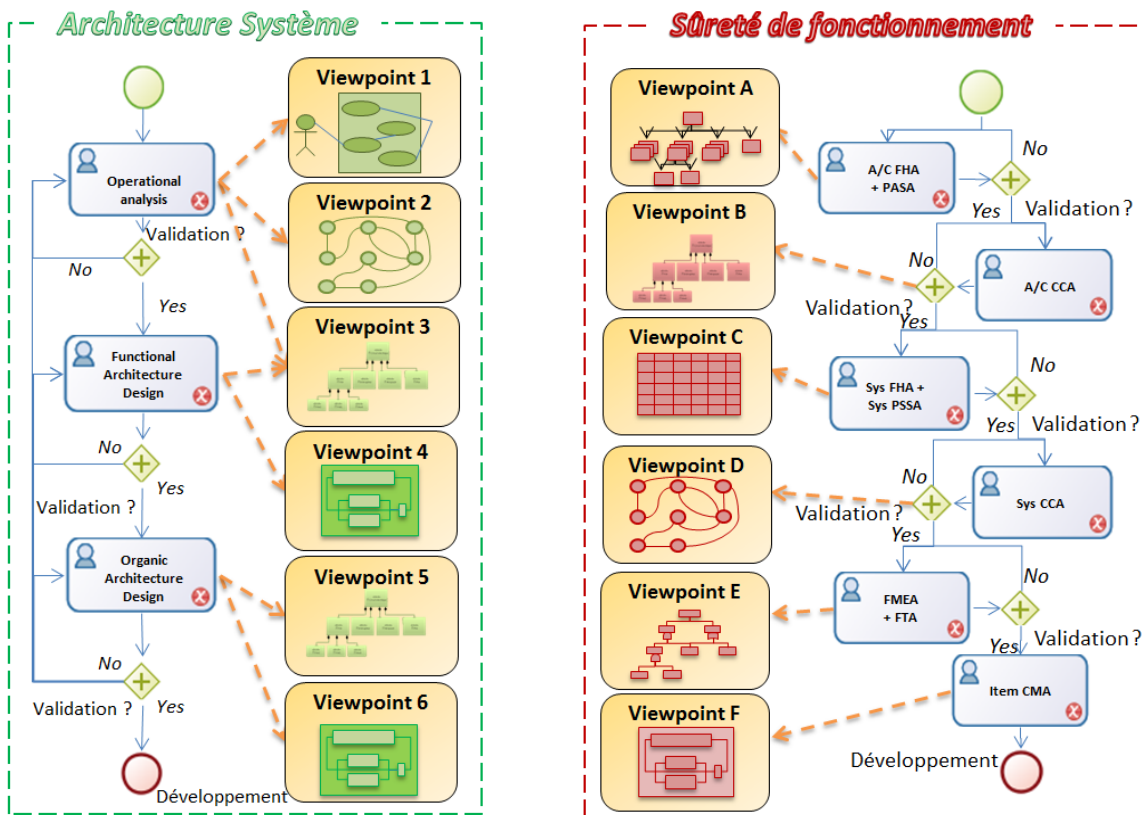 Architecture Système
Viewpoint 1
Operational
analysis
Validation ?
No
Yes
Viewpoint 2
Viewpoint 3
Functional
Architecture
Design
No
Yes
Validation ?
Viewpoint 4
Organic
Architecture
Design
Viewpoint 5
No
Validation ?
Yes
Viewpoint 6
Développement
Sûreté de fonctionnement
Viewpoint A
A/C FHA
+ PASA
No
Yes
Validation ?
Viewpoint B
No
A/C CCA
Validation ?
Yes
Viewpoint C
Sys FHA +
Sys PSSA
No
Yes
Validation ?
Viewpoint D
No
Sys CCA
Validation ?
Yes
Viewpoint E
FMEA
+ FTA
No
Yes
Validation ?
Item CMA
Viewpoint F
Développement